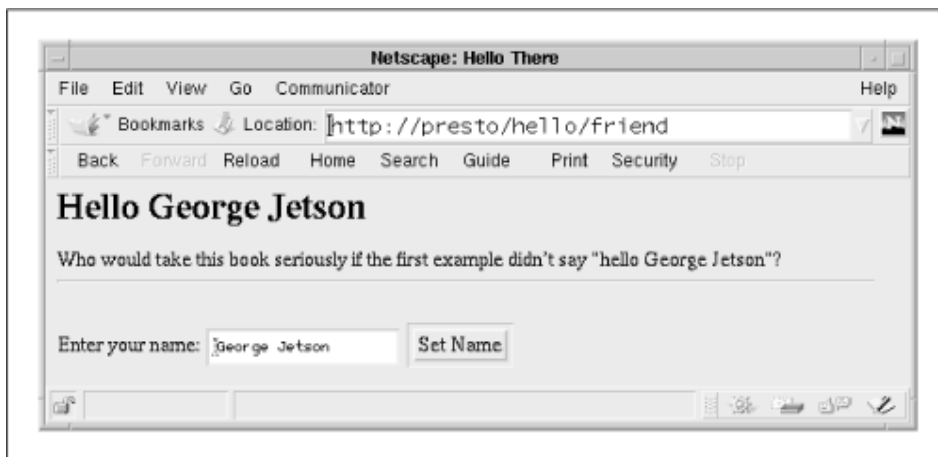 Netscape: Hello There
File Edit View Go Communicator Help
Bookmarks Location: http://presto/hello/friend N
Back Forward Reload Home Search Guide Print Security Stop
Hello George Jetson
Who would take this book seriously if the first example didn't say "hello George Jetson"?
Enter your name: George Jetson Set Name